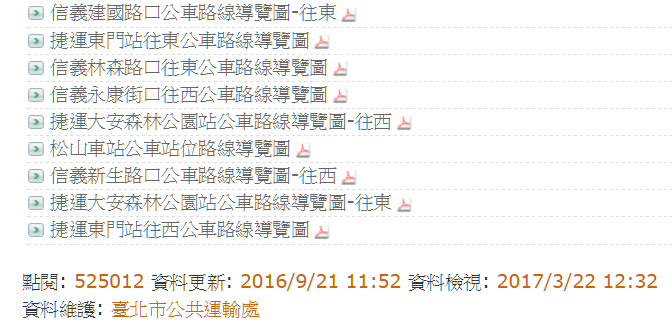 信義建國路口公車路線導覽圖-往東
捷運東門站往東公車路線導覽圖
信義林森路口往東公車路線導覽圖
信義永康街口往西公車路線導覽圖
捷運大安森林公園站公車路線導覽圖-往西
松山車站公車站位路線導覽圖
信義新生路口公車路線導覽圖-往西
捷運大安森林公園站公車路線導覽圖-往東
捷運東門站往西公車路線導覽圖
點閱: 525012 資料更新: 2016/9/21 11:52 資料檢視: 2017/3/22 12:32
資料維護: 臺北市公共運輸處